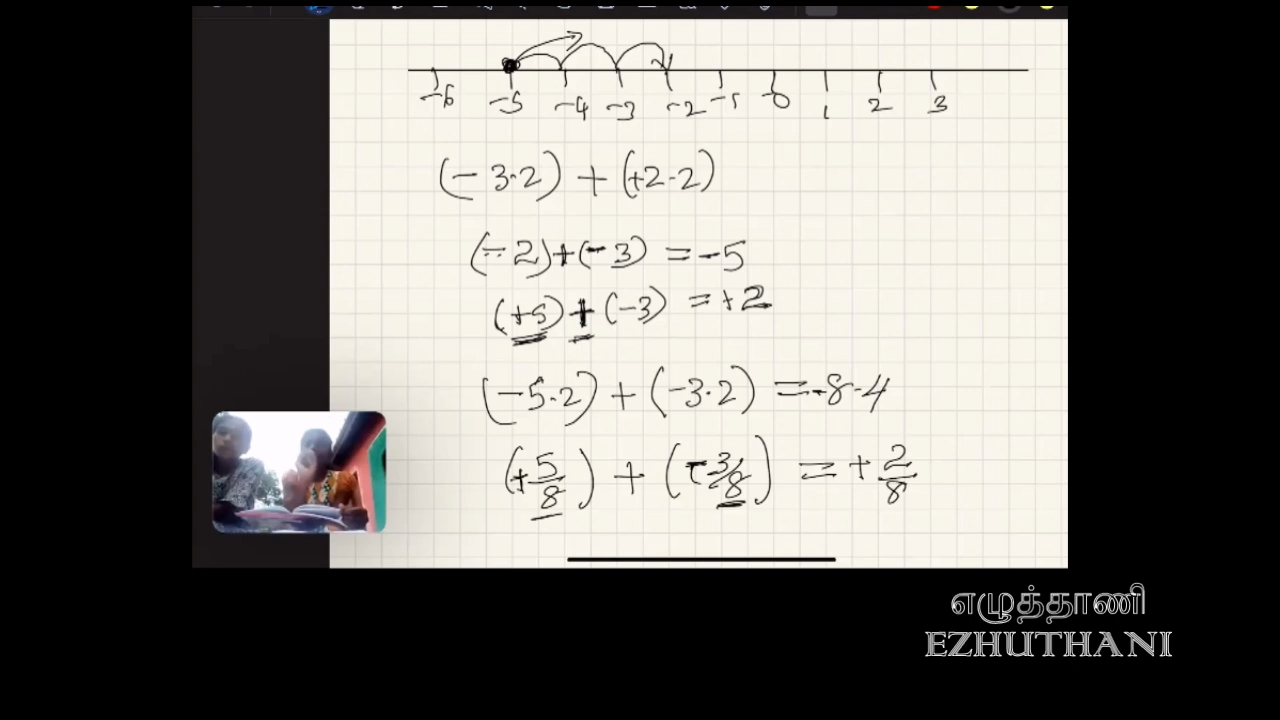 -6 -5 -4 -3 -2 -1 -0 1 2 3
(-3.2) + (+2.2)
(-2)+(-3) = -5
(+5) + (-3) = +2
(-5.2) + (-3.2) = -8.4
(+5/8) + (-3/8) = +2/8
எழுத்தாணி
EZHUTHANI